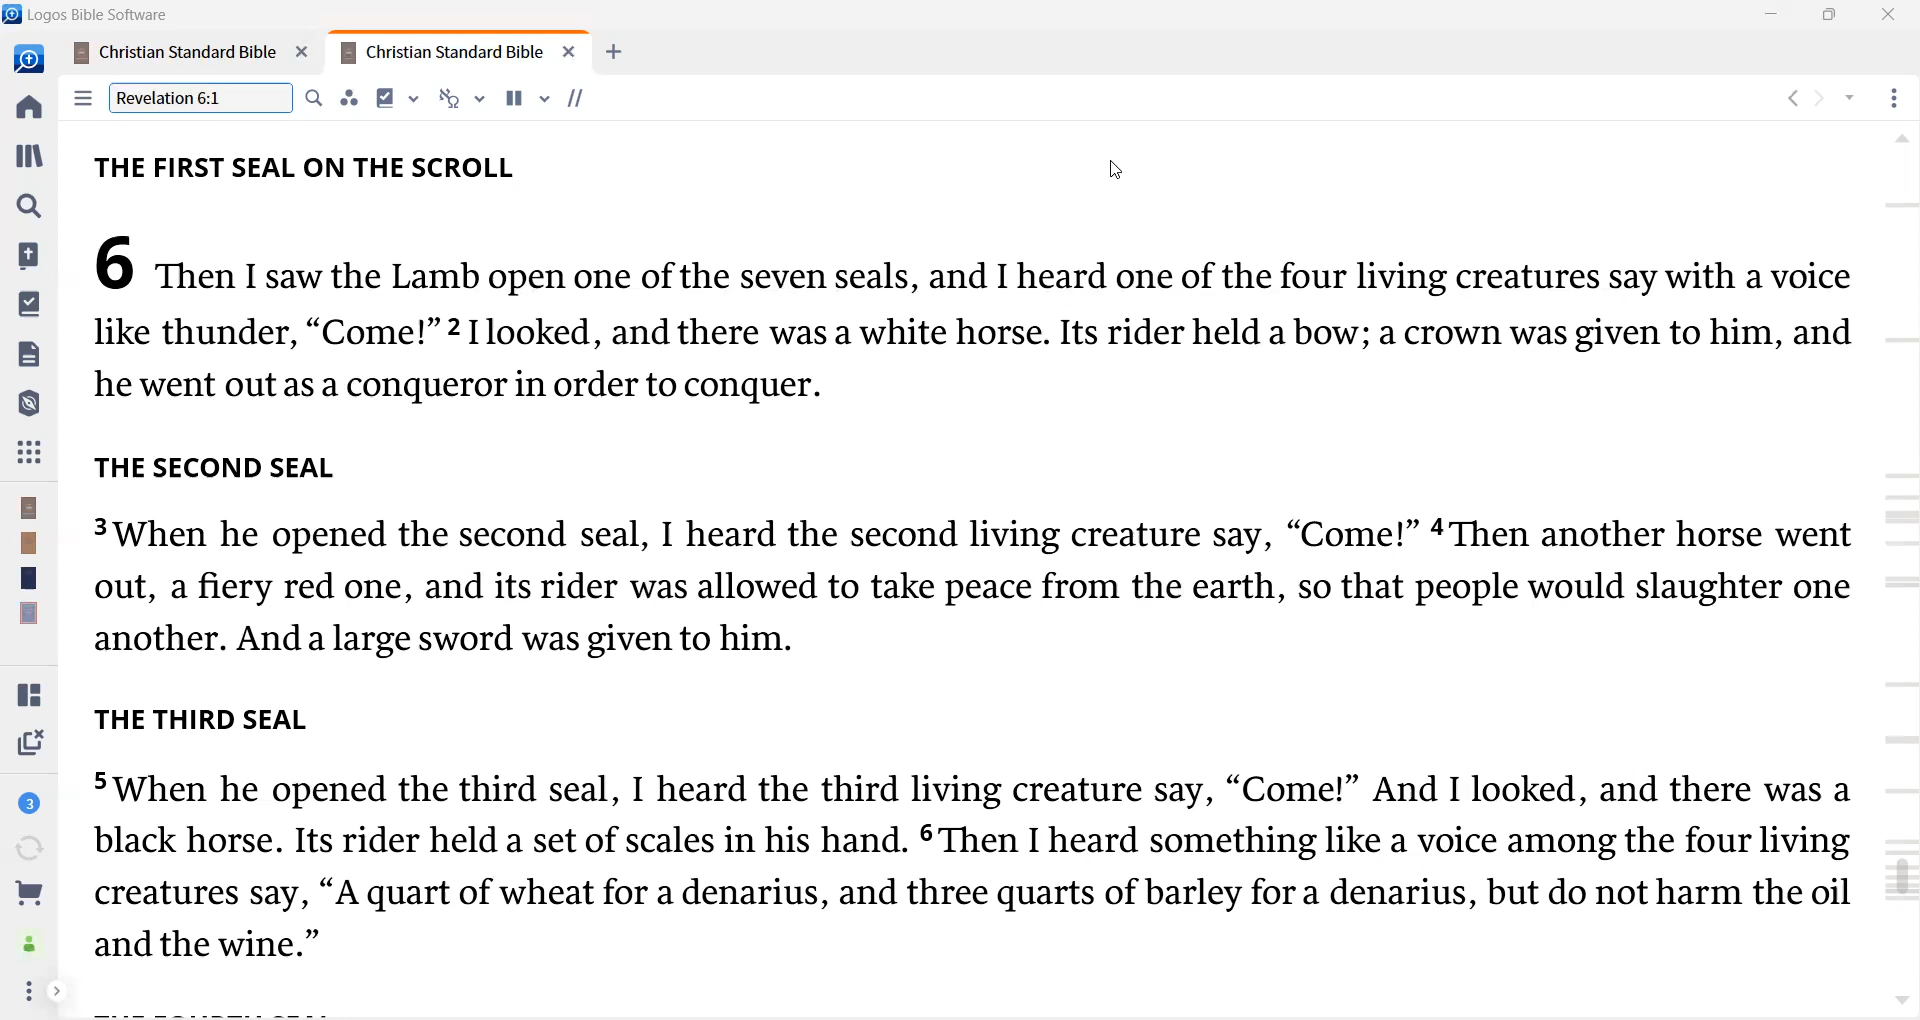 Logos Bible Software
Christian Standard Bible
Christian Standard Bible
Revelation 6:1
THE FIRST SEAL ON THE SCROLL
6 Then I saw the Lamb open one of the seven seals, and I heard one of the four living creatures say with a voice
like thunder, “Come!” 2 I looked, and there was a white horse. Its rider held a bow; a crown was given to him, and
he went out as a conqueror in order to conquer.
THE SECOND SEAL
3 When he opened the second seal, I heard the second living creature say, “Come!” 4 Then another horse went
out, a fiery red one, and its rider was allowed to take peace from the earth, so that people would slaughter one
another. And a large sword was given to him.
THE THIRD SEAL
5 When he opened the third seal, I heard the third living creature say, “Come!” And I looked, and there was a
black horse. Its rider held a set of scales in his hand. 6 Then I heard something like a voice among the four living
creatures say, “A quart of wheat for a denarius, and three quarts of barley for a denarius, but do not harm the oil
and the wine.”
3